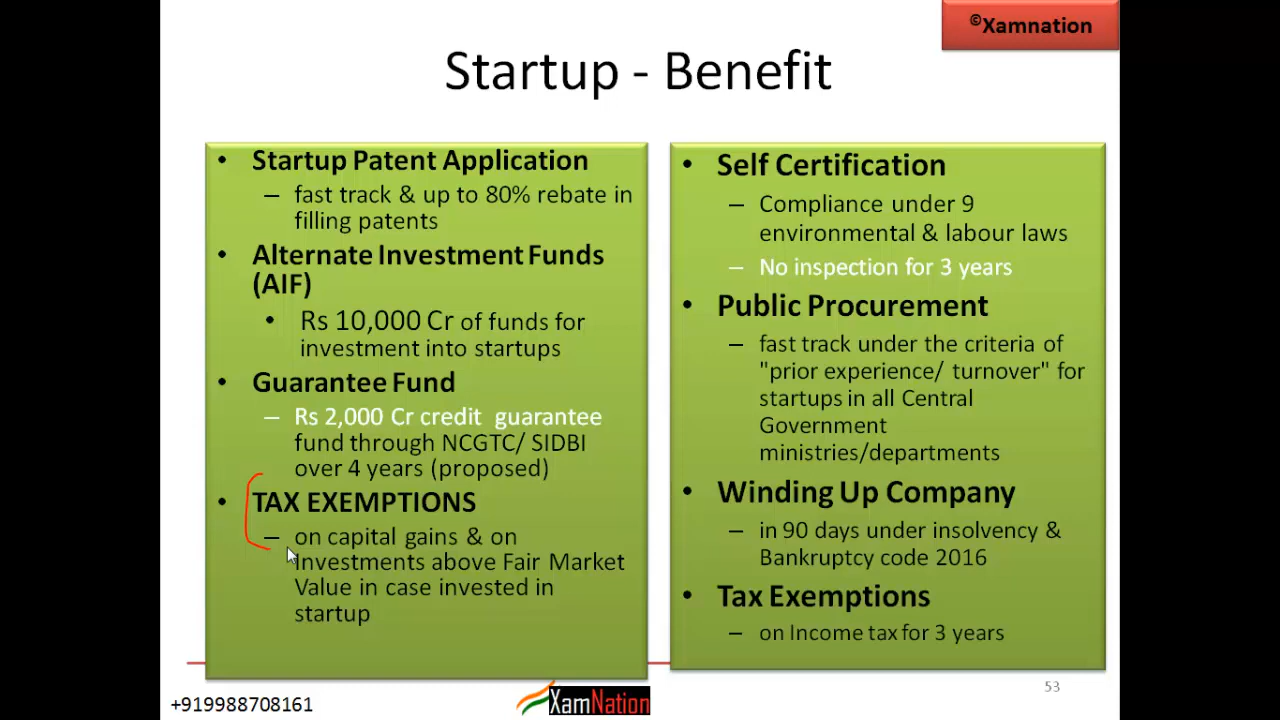 ©Xamnation
Startup - Benefit
• Startup Patent Application
– fast track & up to 80% rebate in
filling patents
• Alternate Investment Funds
(AIF)
• Rs 10,000 Cr of funds for
investment into startups
• Guarantee Fund
– Rs 2,000 Cr credit guarantee
fund through NCGTC/ SIDBI
over 4 years (proposed)
• TAX EXEMPTIONS
– on capital gains & on
investments above Fair Market
Value in case invested in
startup
• Self Certification
– Compliance under 9
environmental & labour laws
– No inspection for 3 years
• Public Procurement
– fast track under the criteria of
"prior experience/ turnover" for
startups in all Central
Government
ministries/departments
• Winding Up Company
– in 90 days under insolvency &
Bankruptcy code 2016
• Tax Exemptions
– on Income tax for 3 years
53
+919988708161
XamNation